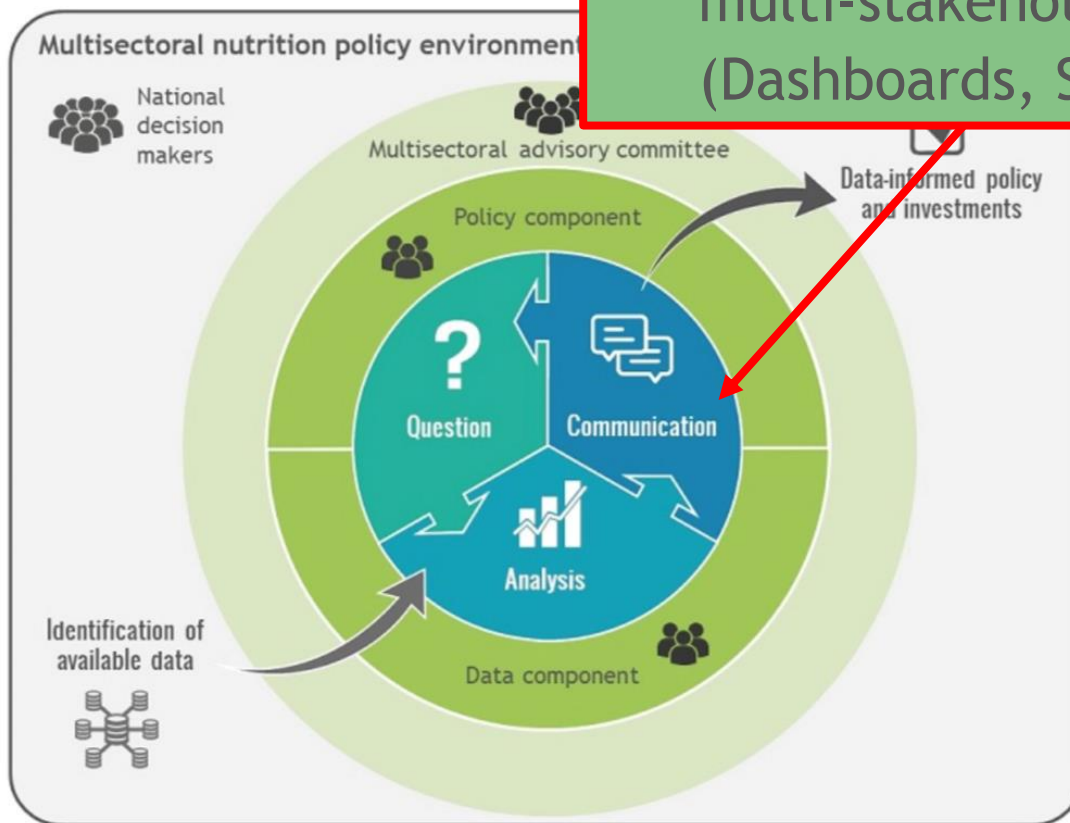 (Dashboards, S
Multisectoral nutrition policy environment
National
decision
makers
Multisectoral advisory committee
Data-informed policy
and investments
Policy component
?
Question
Communication
Analysis
Identification of
available data
Data component